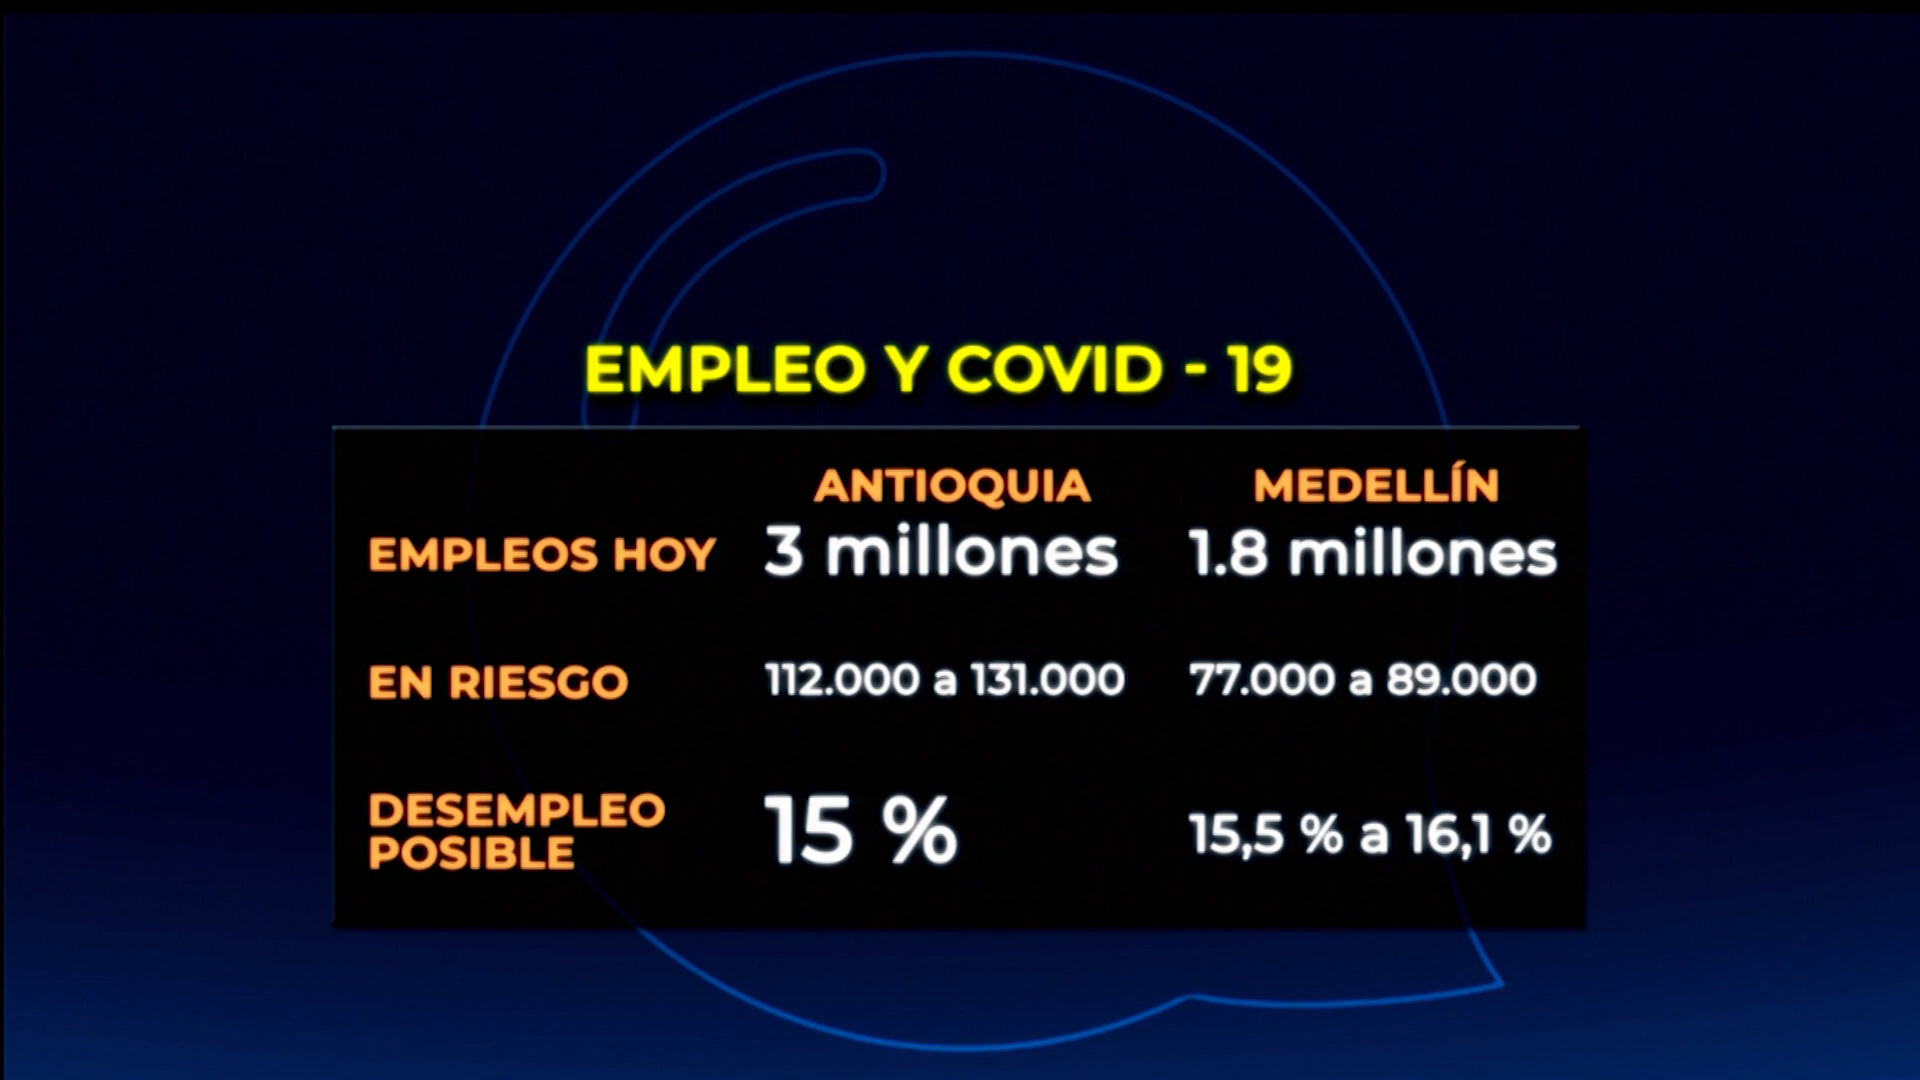 EMPLEO Y COVID - 19
ANTIOQUIA MEDELLÍN
EMPLEOS HOY 3 millones 1.8 millones
EN RIESGO 112.000 a 131.000 77.000 a 89.000
DESEMPLEO
POSIBLE 15 % 15,5 % a 16,1 %